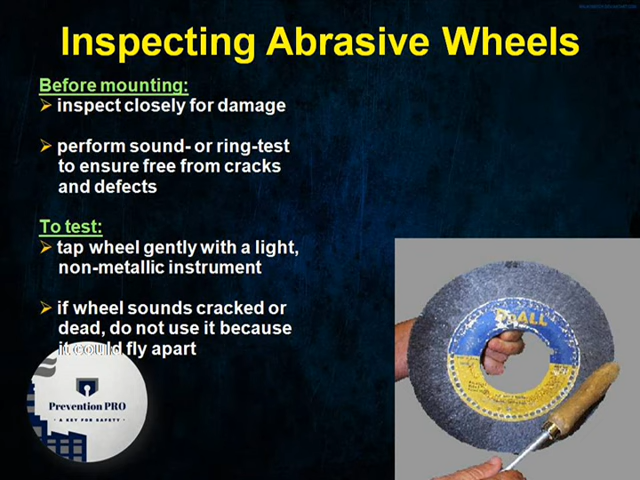 Inspecting Abrasive Wheels
Before mounting:
➢ inspect closely for damage
➢ perform sound- or ring-test
to ensure free from cracks
and defects
To test:
➢ tap wheel gently with a light,
non-metallic instrument
➢ if wheel sounds cracked or
dead, do not use it because
it could fly apart
Prevention PRO
- A KEY FOR SAFETY -